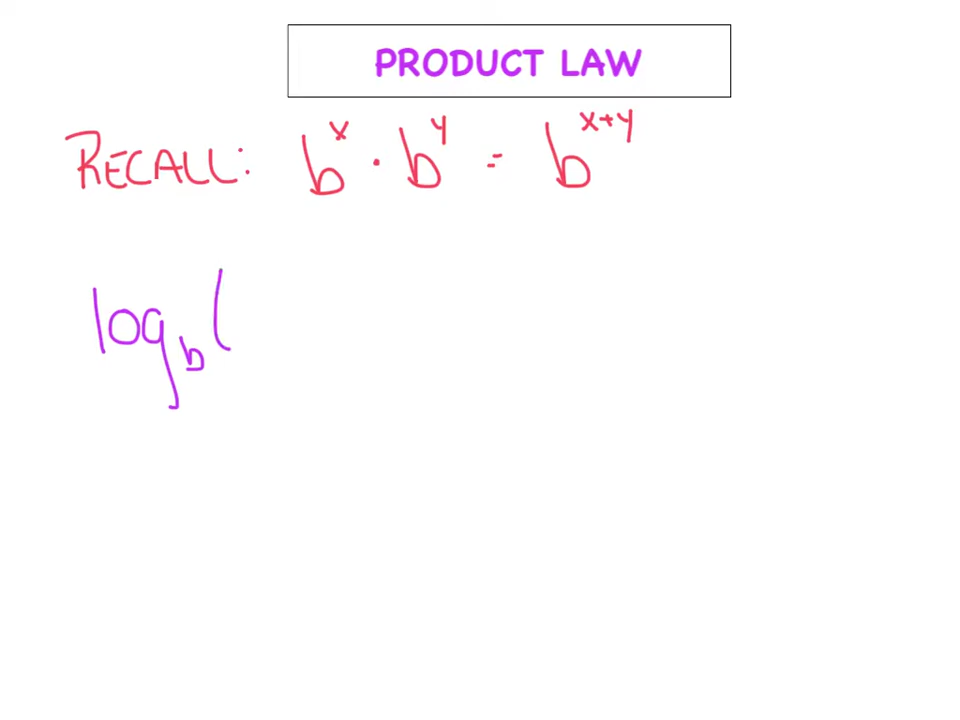 PRODUCT LAW
RECALL: b^x · b^y = b^{x+y}
log_b (